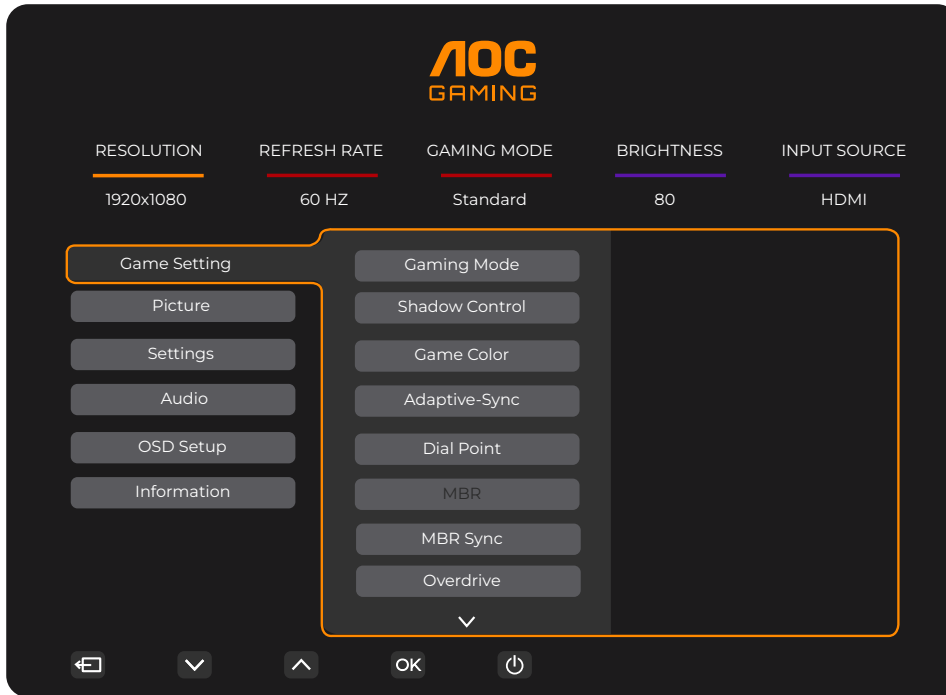 AOC
GAMING
RESOLUTION REFRESH RATE GAMING MODE BRIGHTNESS INPUT SOURCE
1920x1080 60 HZ Standard 80 HDMI
Game Setting
Picture
Settings
Audio
OSD Setup
Information
Gaming Mode
Shadow Control
Game Color
Adaptive-Sync
Dial Point
MBR
MBR Sync
Overdrive
OK